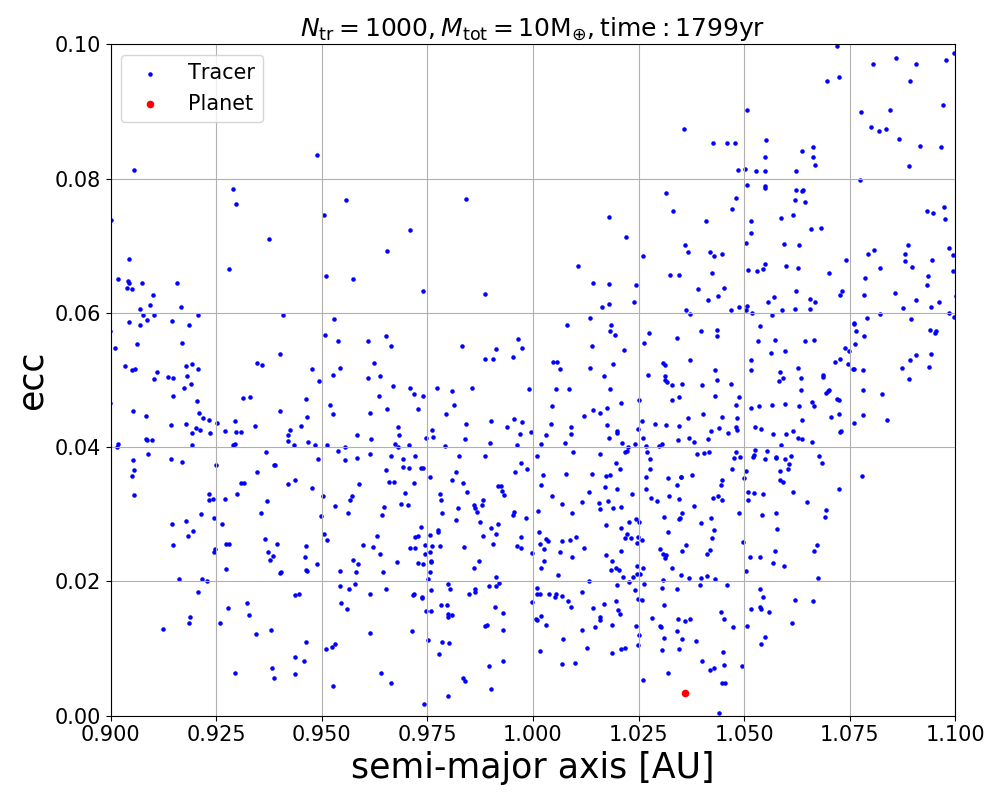 N_tr = 1000, M_tot = 10M_⊕, time : 1799yr
0.10
0.08
0.06
0.04
0.02
0.00
ecc
Tracer
Planet
0.900 0.925 0.950 0.975 1.000 1.025 1.050 1.075 1.100
semi-major axis [AU]